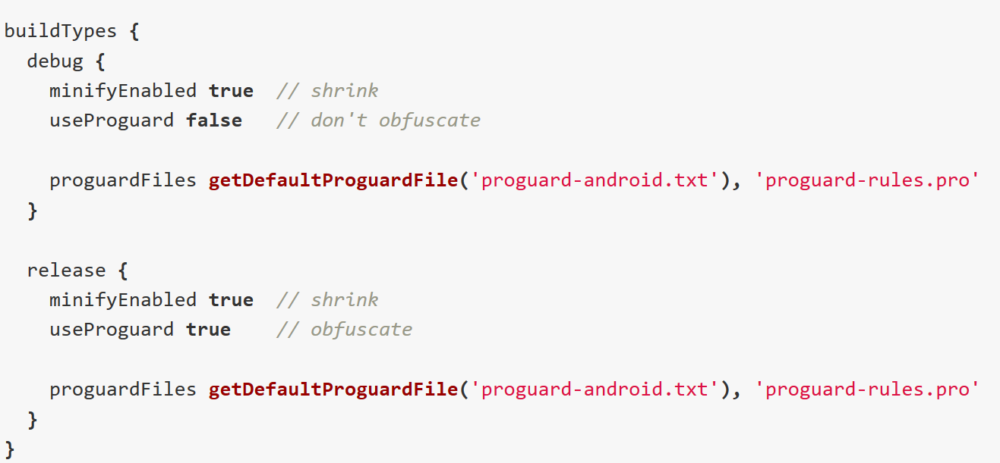 buildTypes {
  debug {
    minifyEnabled true  // shrink
    useProguard false   // don't obfuscate

    proguardFiles getDefaultProguardFile('proguard-android.txt'), 'proguard-rules.pro'
  }

  release {
    minifyEnabled true  // shrink
    useProguard true    // obfuscate

    proguardFiles getDefaultProguardFile('proguard-android.txt'), 'proguard-rules.pro'
  }
}